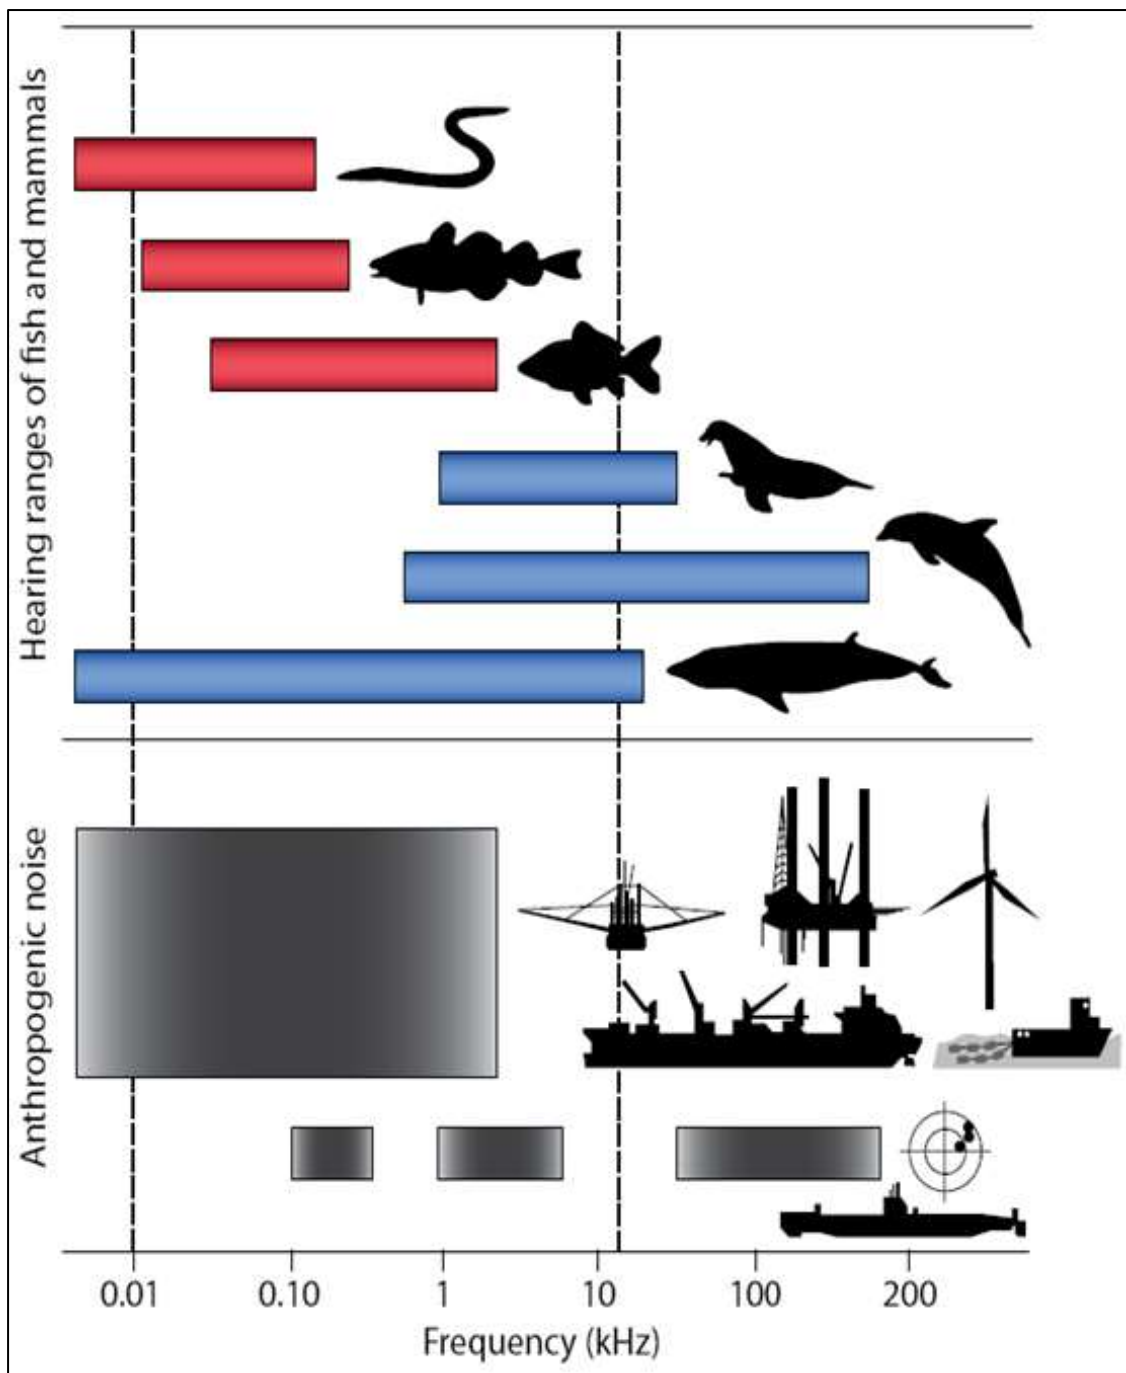 Hearing ranges of fish and mammals
Anthropogenic noise
0.01 0.10 1 10 100 200
Frequency (kHz)